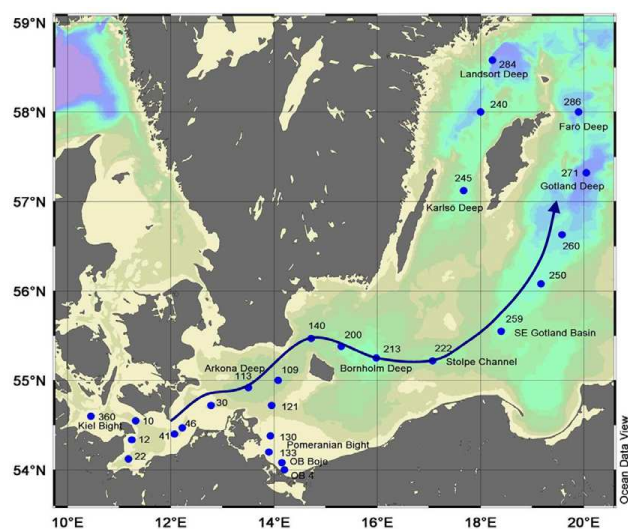 59°N
58°N
57°N
56°N
55°N
54°N
284
Landsort Deep
240
286
Farö Deep
271
Gotland Deep
245
Karlsö Deep
260
250
259
SE Gotland Basin
140
200
213
222
Stolpe Channel
Bornholm Deep
Arkona Deep
113
109
30
121
360
Kiel Bight
10
46
41
12
22
130
Pomeranian Bight
133
OB Boje
OB 4
10°E
12°E
14°E
16°E
18°E
20°E
Ocean Data View